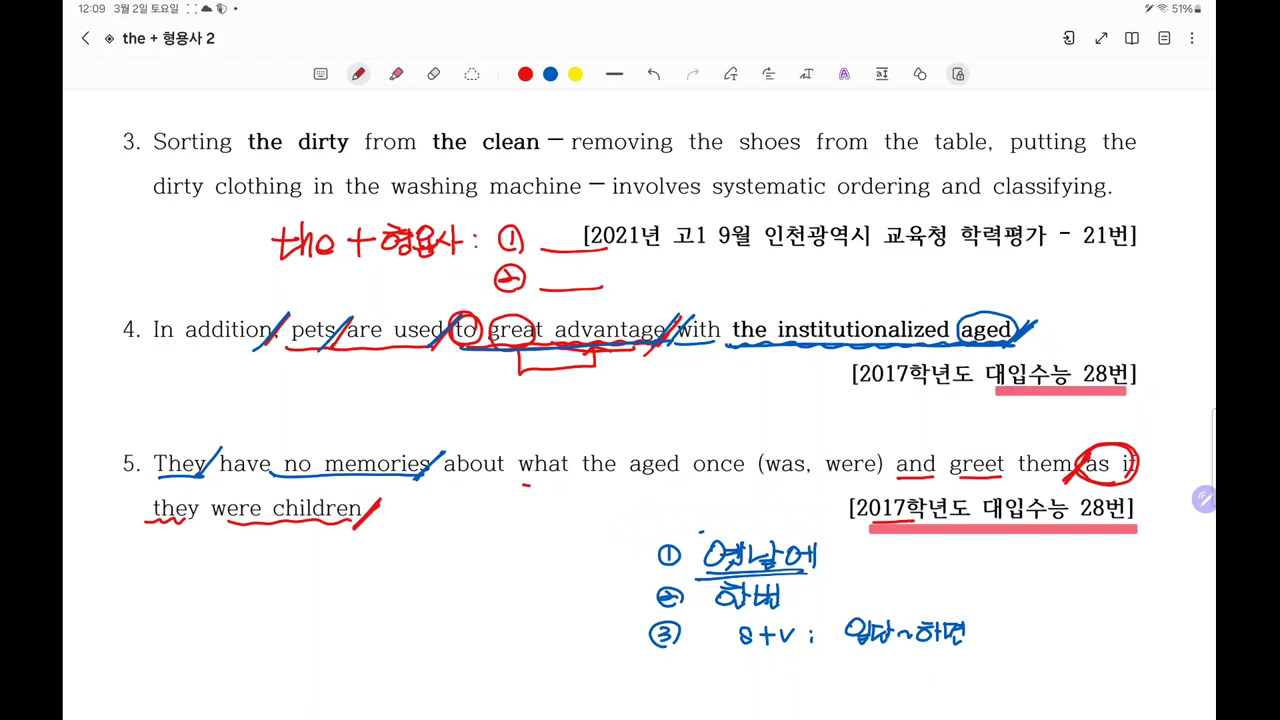 12:09 3월 2일 토요일
51%
the + 형용사 2
3. Sorting the dirty from the clean – removing the shoes from the table, putting the
dirty clothing in the washing machine – involves systematic ordering and classifying.
the + 형용사 : ① ____ [2021년 고1 9월 인천광역시 교육청 학력평가 - 21번]
② ____
4. In addition, pets are used to great advantage with the institutionalized aged.
[2017학년도 대입수능 28번]
5. They have no memories about what the aged once (was, were) and greet them as if
they were children. [2017학년도 대입수능 28번]
① 옛날에
② 한번
③ S+V : 일단~하면